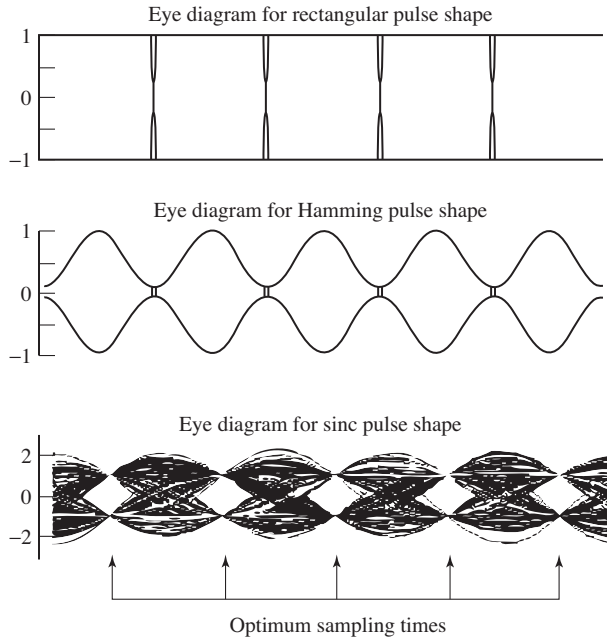 Eye diagram for rectangular pulse shape
1
0
−1
Eye diagram for Hamming pulse shape
1
0
−1
Eye diagram for sinc pulse shape
2
0
−2
Optimum sampling times